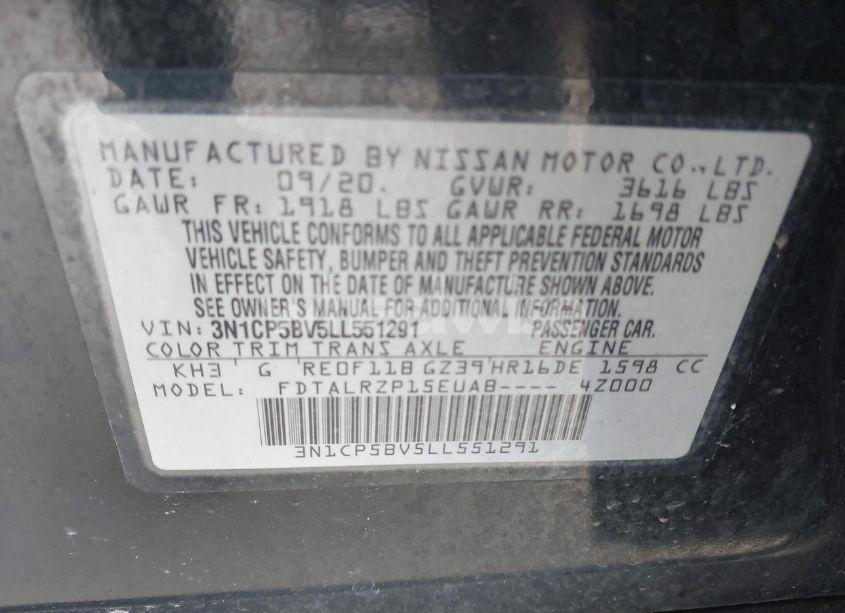 MANUFACTURED BY NISSAN MOTOR CO.,LTD.
DATE: 09/20. GVWR: 3616 LBS
GAWR FR: 1918 LBS GAWR RR: 1698 LBS
THIS VEHICLE CONFORMS TO ALL APPLICABLE FEDERAL MOTOR
VEHICLE SAFETY, BUMPER AND THEFT PREVENTION STANDARDS
IN EFFECT ON THE DATE OF MANUFACTURE SHOWN ABOVE.
SEE OWNER'S MANUAL FOR ADDITIONAL INFORMATION.
VIN: 3N1CP5BV5LL551291 PASSENGER CAR.
COLOR TRIM TRANS AXLE ENGINE
KH3 G RE0F11B GZ39 HR16DE 1598 CC
MODEL: FDTALRZP15EUAB---- 4Z000
3N1CP5BV5LL551291